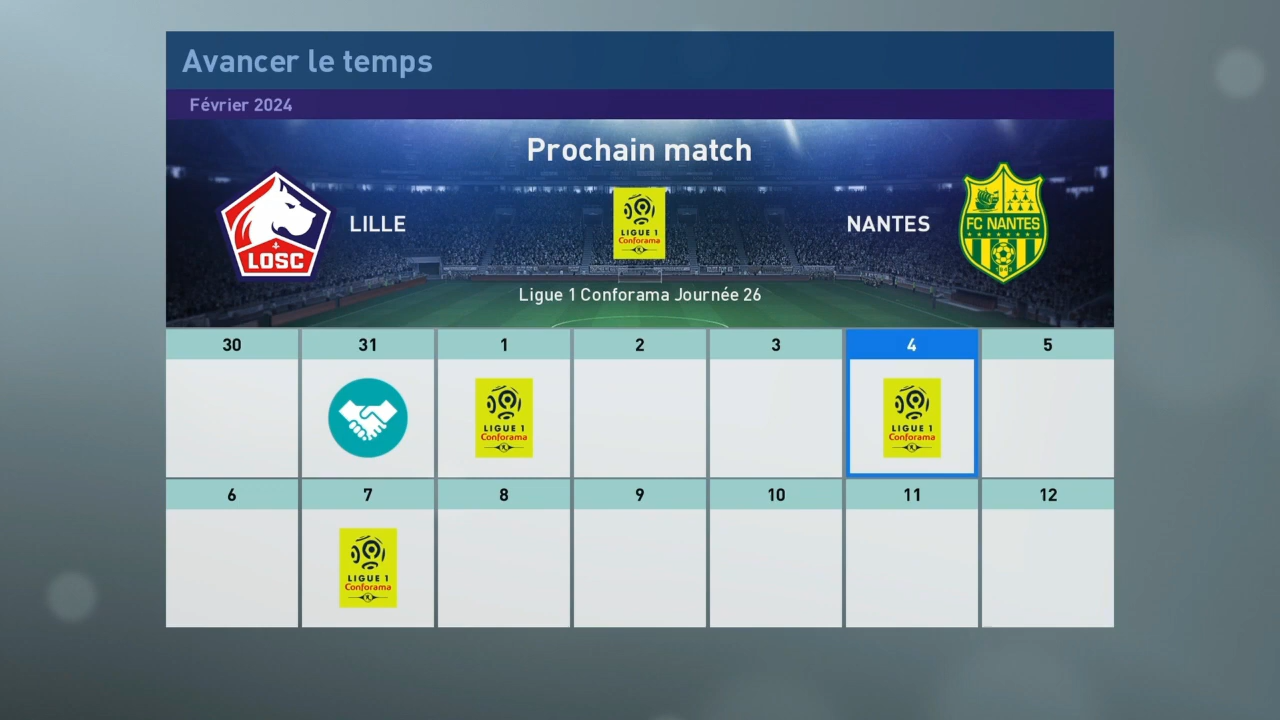 Avancer le temps
Février 2024
Prochain match
LOSC
LILLE
LIGUE 1
Conforama
NANTES
FC NANTES
Ligue 1 Conforama Journée 26
30 31 1 2 3 4 5
LIGUE 1 LIGUE 1
Conforama Conforama
6 7 8 9 10 11 12
LIGUE 1
Conforama